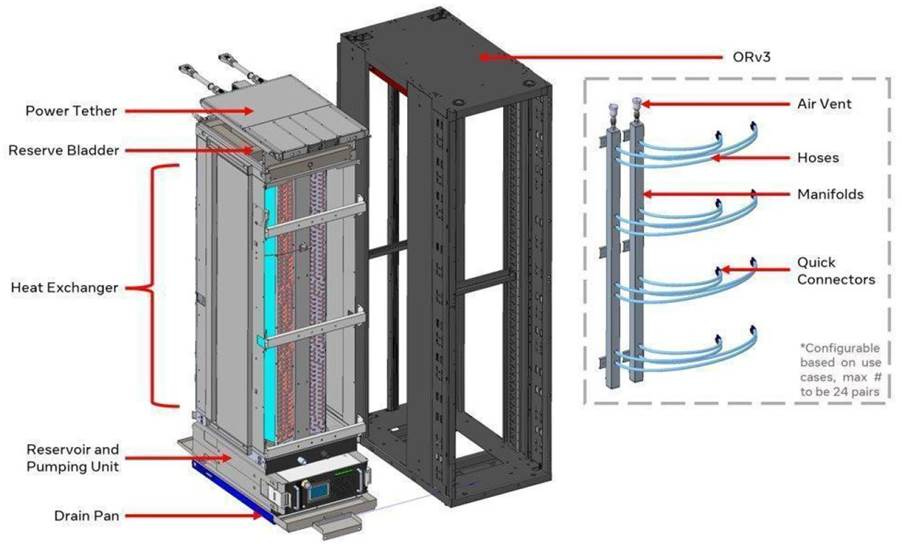 ORv3
Power Tether
Reserve Bladder
Heat Exchanger
Reservoir and
Pumping Unit
Drain Pan
Air Vent
Hoses
Manifolds
Quick
Connectors
*Configurable
based on use
cases, max #
to be 24 pairs